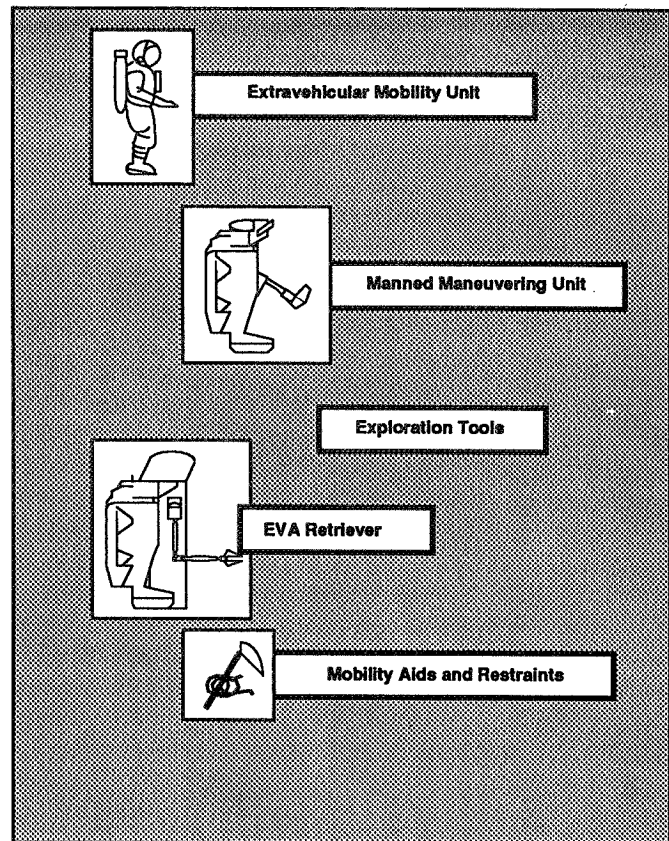 Extravehicular Mobility Unit
Manned Maneuvering Unit
Exploration Tools
EVA Retriever
Mobility Aids and Restraints